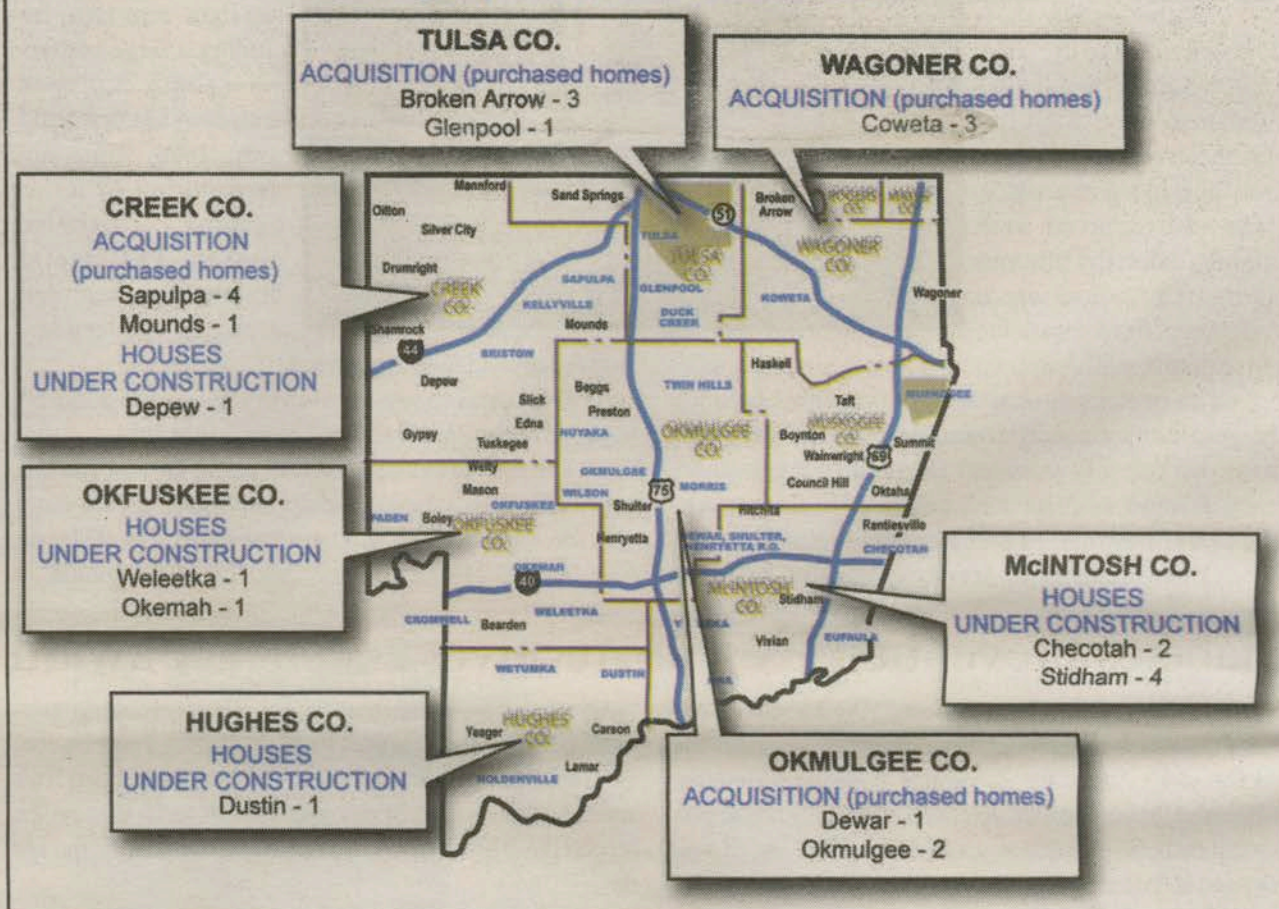 TULSA CO.
ACQUISITION (purchased homes)
Broken Arrow - 3
Glenpool - 1
WAGONER CO.
ACQUISITION (purchased homes)
Coweta - 3
CREEK CO.
ACQUISITION
(purchased homes)
Sapulpa - 4
Mounds - 1
HOUSES
UNDER CONSTRUCTION
Depew - 1
OKFUSKEE CO.
HOUSES
UNDER CONSTRUCTION
Weleetka - 1
Okemah - 1
HUGHES CO.
HOUSES
UNDER CONSTRUCTION
Dustin - 1
McINTOSH CO.
HOUSES
UNDER CONSTRUCTION
Checotah - 2
Stidham - 4
OKMULGEE CO.
ACQUISITION (purchased homes)
Dewar - 1
Okmulgee - 2
Mannford
Sand Springs
Broken
Arrow
ROGERS
CO.
Oilton
Silver City
51
TULSA
TULSA
CO.
WAGONER
CO.
Drumright
CREEK
CO.
SAPULPA
GLENPOOL
KOWETA
Wagoner
KELLYVILLE
DUCK
CREEK
Shamrock
Mounds
44
BRISTOW
Haskell
Depew
Beggs
TWIN HILLS
MUSKOGEE
Slick
Preston
Taft
Edna
NUYAKA
OKMULGEE
CO.
MUSKOGEE
CO.
Gypsy
Tuskegee
Boynton
Summit
Wainwright
69
Welty
OKMULGEE
Council Hill
Mason
WILSON
75
MORRIS
Oktaha
OKFUSKEE
Shulter
PADEN
Boley
OKFUSKEE
CO.
Hitchita
Rentiesville
Henryetta
DEWAR, SHULTER,
HENRYETTA R.O.
CHECOTAH
OKEMAH
40
McINTOSH
CO.
Stidham
CROMWELL
Bearden
WELEETKA
Vivian
EUFAULA
WETUMKA
DUSTIN
HUGHES
CO.
Yeager
Carson
Lamar
HOLDENVILLE